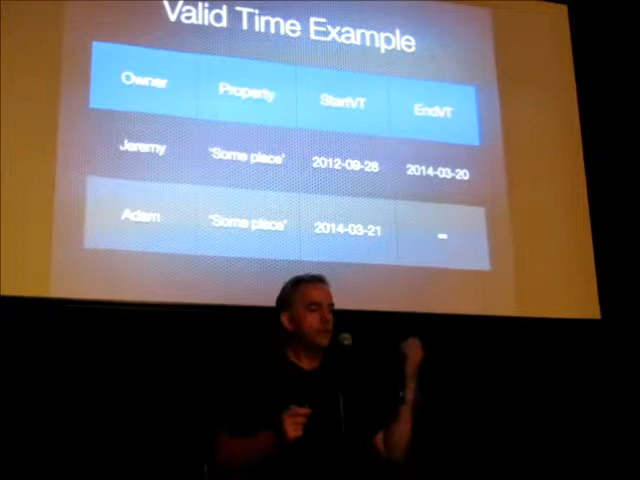 Valid Time Example
Owner Property StartVT EndVT
Jeremy 'Some place' 2012-09-28 2014-03-20
Adam 'Some place' 2014-03-21 -